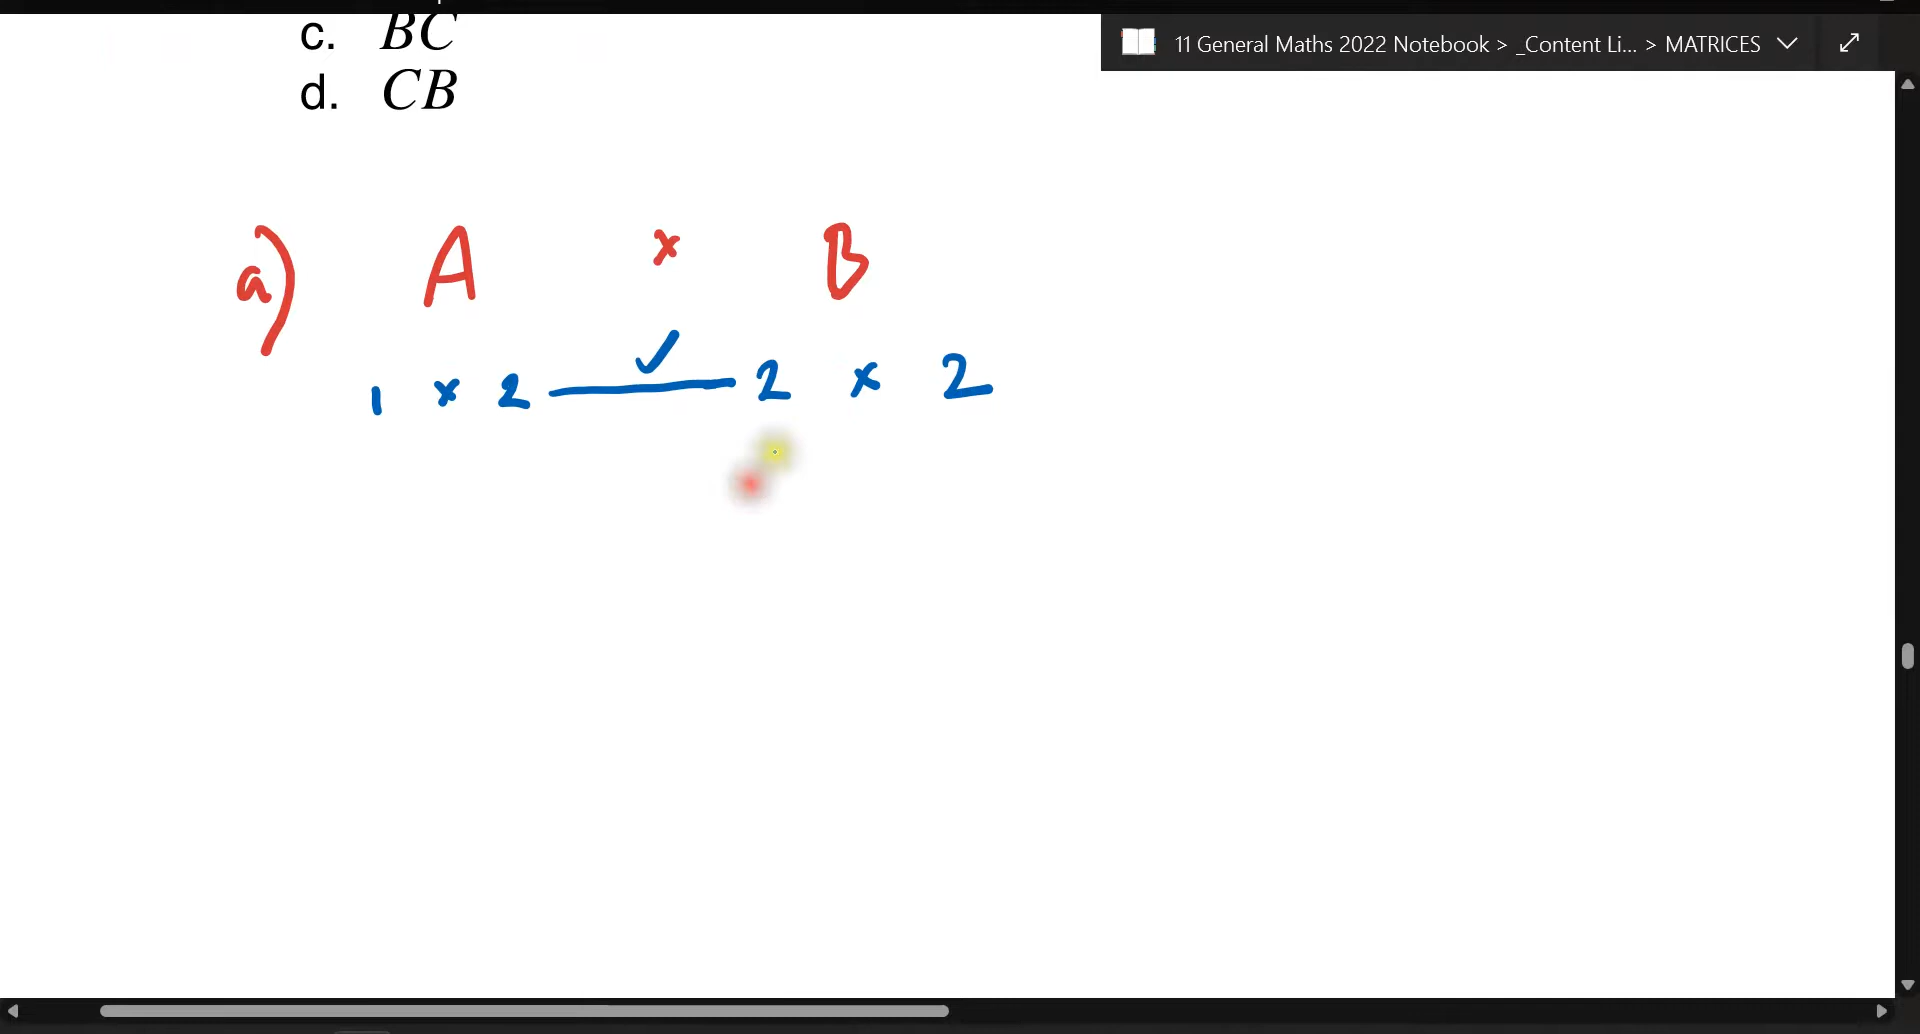 c. BC
11 General Maths 2022 Notebook > _Content Li... > MATRICES
d. CB
a) A × B
1 × 2 2 × 2